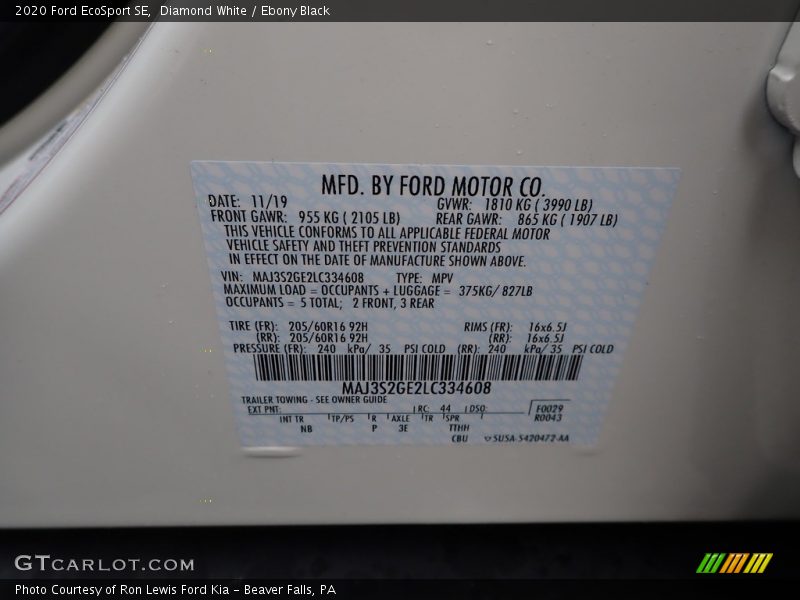 2020 Ford EcoSport SE, Diamond White / Ebony Black
MFD. BY FORD MOTOR CO.
DATE: 11/19 GVWR: 1810 KG ( 3990 LB)
FRONT GAWR: 955 KG ( 2105 LB) REAR GAWR: 865 KG ( 1907 LB)
THIS VEHICLE CONFORMS TO ALL APPLICABLE FEDERAL MOTOR
VEHICLE SAFETY AND THEFT PREVENTION STANDARDS
IN EFFECT ON THE DATE OF MANUFACTURE SHOWN ABOVE.
VIN: MAJ3S2GE2LC334608 TYPE: MPV
MAXIMUM LOAD = OCCUPANTS + LUGGAGE = 375KG/ 827LB
OCCUPANTS = 5 TOTAL; 2 FRONT, 3 REAR
TIRE (FR): 205/60R16 92H RIMS (FR): 16x6.5J
(RR): 205/60R16 92H (RR): 16x6.5J
PRESSURE (FR): 240 kPa/ 35 PSI COLD (RR): 240 kPa/ 35 PSI COLD
MAJ3S2GE2LC334608
TRAILER TOWING - SEE OWNER GUIDE
EXT PNT: RC: 44 DSO: F0029
INT TR TP/PS R AXLE TR SPR R0043
NB P 3E TTHH
CBU SU5A-5420472-AA
GTCARLOT.COM
Photo Courtesy of Ron Lewis Ford Kia – Beaver Falls, PA